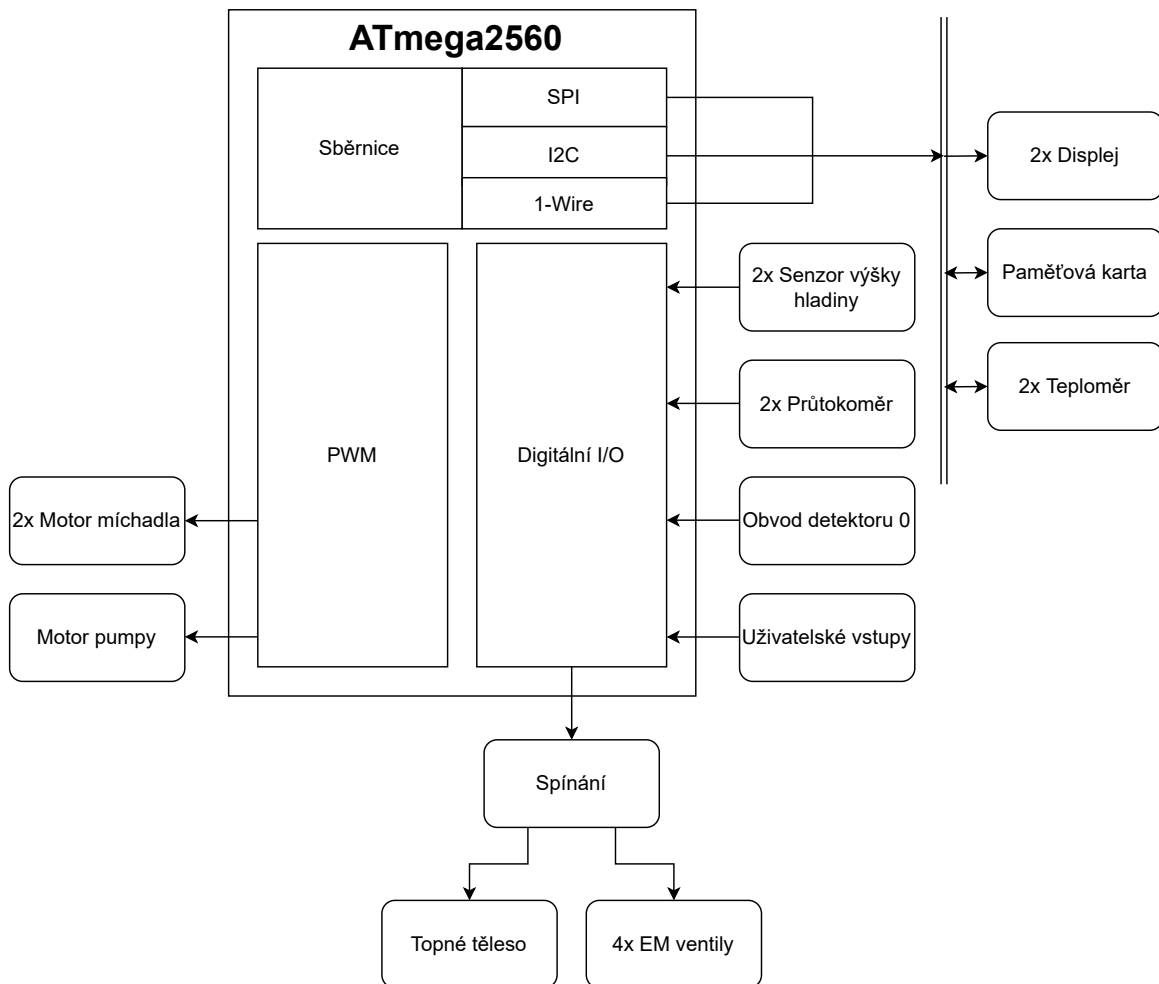 ATmega2560
SPI
Sběrnice
I2C
2x Displej
1-Wire
2x Senzor výšky
hladiny
Paměťová karta
2x Průtokoměr
2x Teploměr
PWM
Digitální I/O
2x Motor míchadla
Obvod detektoru 0
Motor pumpy
Uživatelské vstupy
Spínání
Topné těleso
4x EM ventily